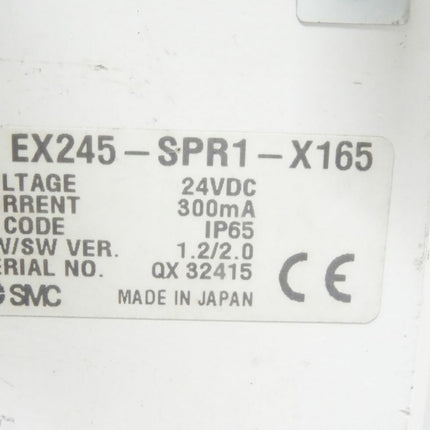 EX245-SPR1-X165
LTAGE 24VDC
RRENT 300mA
CODE IP65
W/SW VER. 1.2/2.0
ERIAL NO. QX 32415
SMC MADE IN JAPAN CE